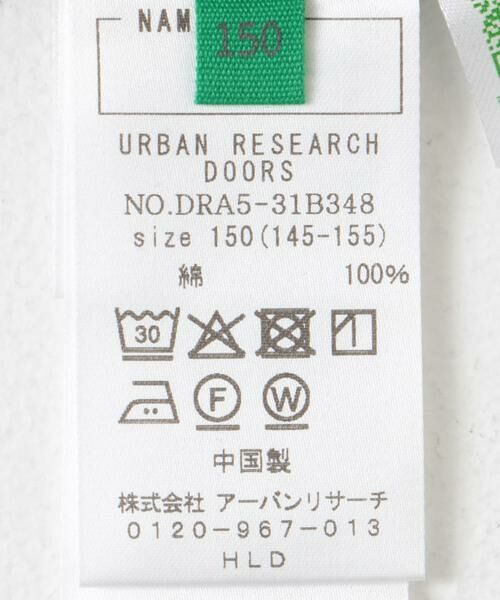 NAM
150
URBAN RESEARCH
DOORS
NO.DRA5-31B348
size 150(145-155)
綿 100%
30
F W
中国製
株式会社 アーバンリサーチ
0120-967-013
HLD